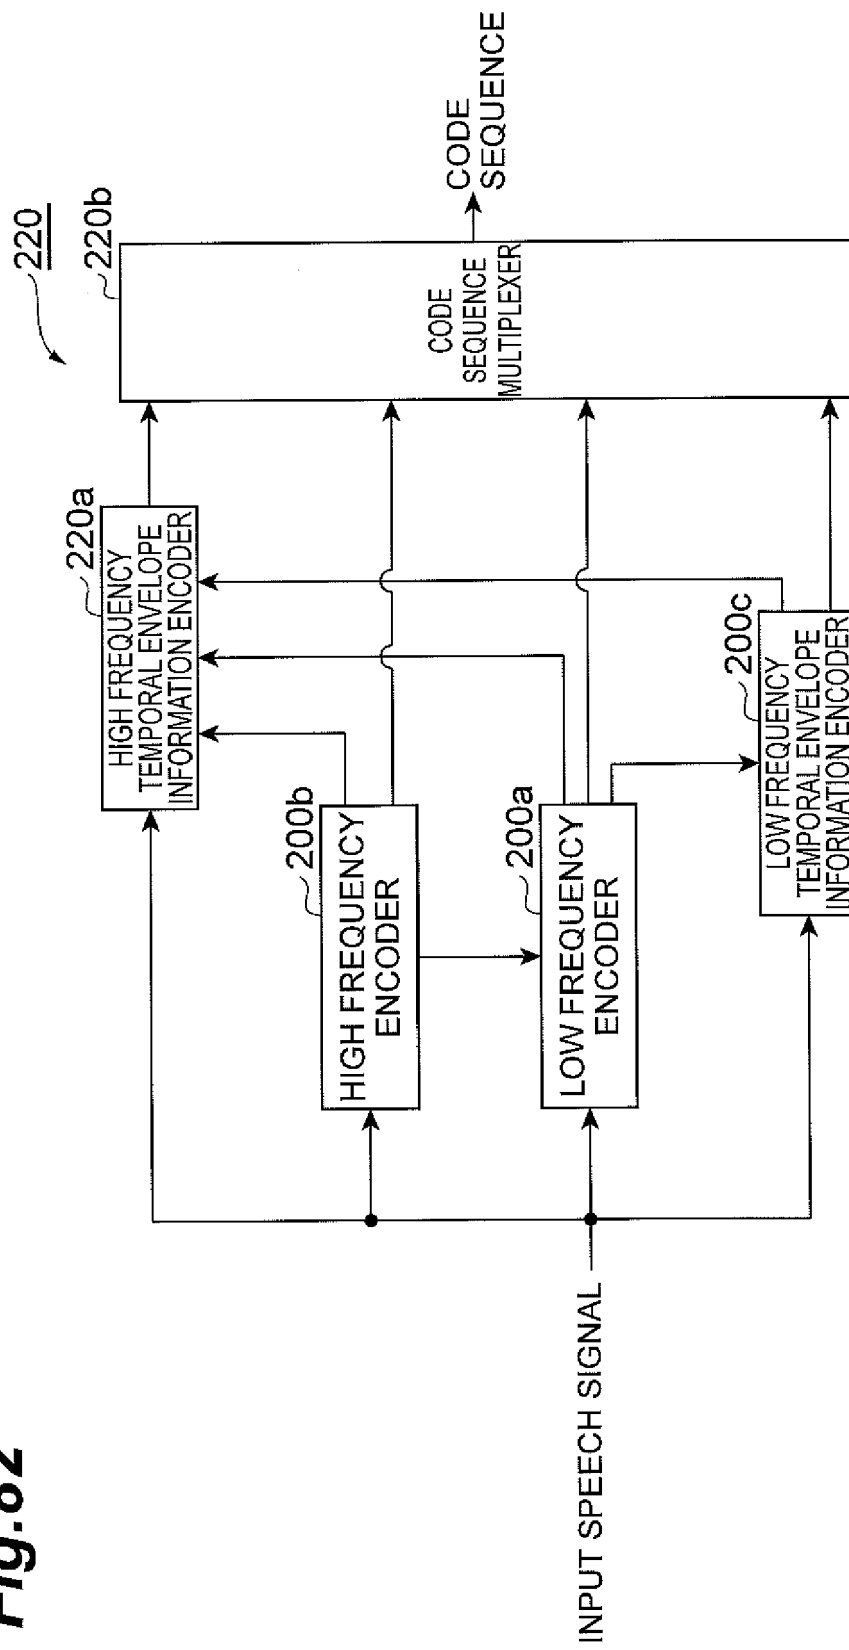 Fig.82
220
220b
CODE
SEQUENCE
MULTIPLEXER
CODE
SEQUENCE
220a
HIGH FREQUENCY
TEMPORAL ENVELOPE
INFORMATION ENCODER
200b
HIGH FREQUENCY
ENCODER
200a
LOW FREQUENCY
ENCODER
200c
LOW FREQUENCY
TEMPORAL ENVELOPE
INFORMATION ENCODER
INPUT SPEECH SIGNAL